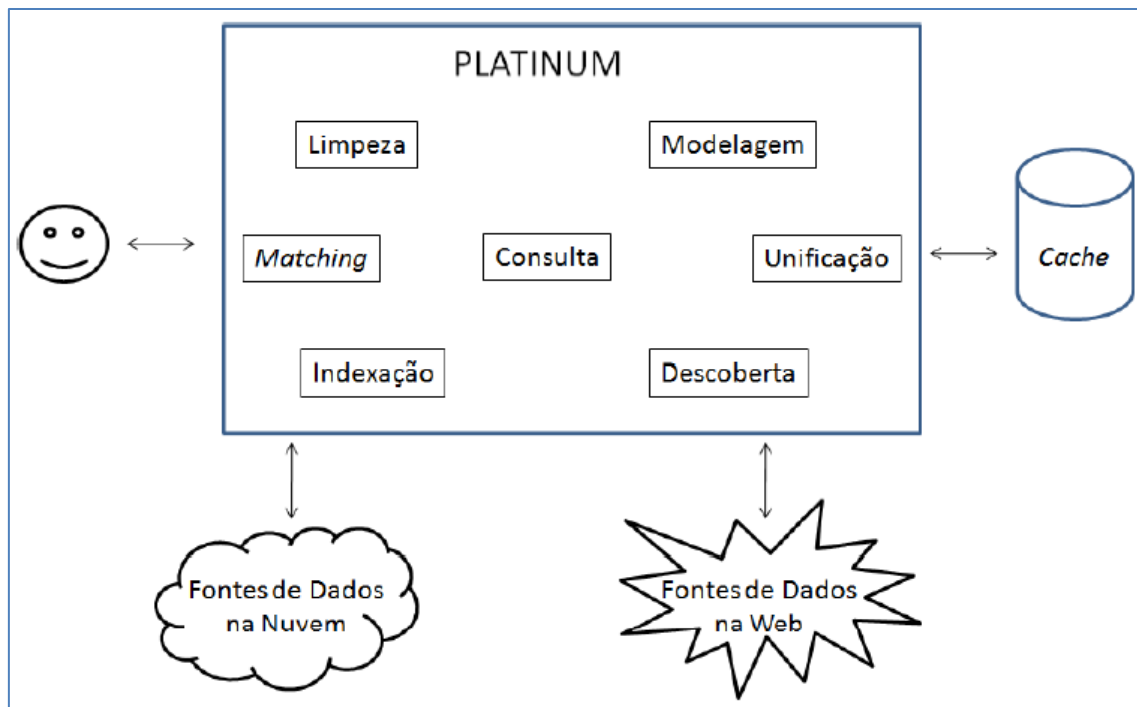 PLATINUM
Limpeza
Modelagem
Matching
Consulta
Unificação
Cache
Indexação
Descoberta
Fontes de Dados
na Nuvem
Fontes de Dados
na Web